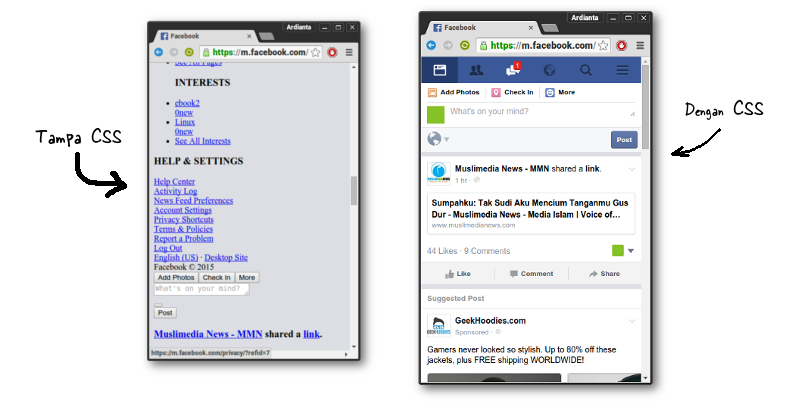 Tampa CSS
Ardianta
Facebook
https://m.facebook.com/
See All Pages
INTERESTS
ebook2
0new
Linux
0new
See All Interests
HELP & SETTINGS
Help Center
Activity Log
News Feed Preferences
Account Settings
Privacy Shortcuts
Terms & Policies
Report a Problem
Log Out
English (US) · Desktop Site
Facebook © 2015
Add Photos Check In More
What's on your mind?
Post
Muslimedia News - MMN shared a link.
https://m.facebook.com/privacy/?refid=7
Ardianta
Facebook
https://m.facebook.com/
1
Add Photos Check In More
What's on your mind?
Post
Muslimedia News - MMN shared a link.
1 hr ·
Sumpahku: Tak Sudi Aku Mencium Tanganmu Gus
Dur - Muslimedia News - Media Islam | Voice of...
www.muslimedianews.com
44 Likes · 9 Comments
Like Comment Share
Suggested Post
GeekHoodies.com
Sponsored ·
Gamers never looked so stylish. Up to 80% off these
jackets, plus FREE shipping WORLDWIDE!
Dengan CSS